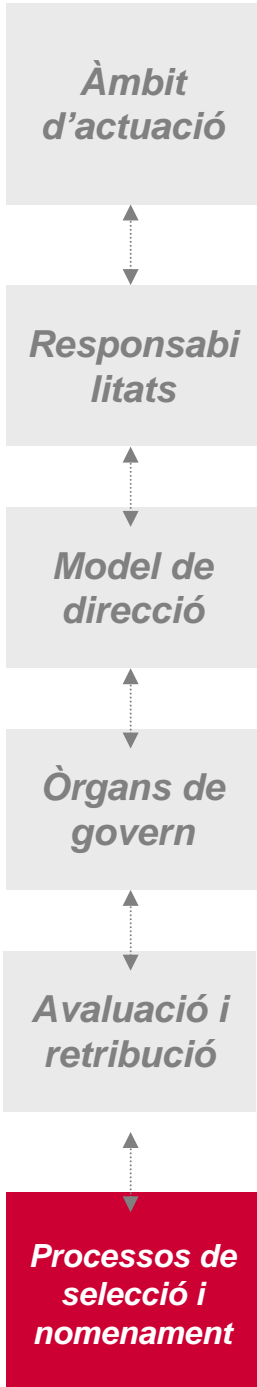 Àmbit
d’actuació
Responsabi
litats
Model de
direcció
Òrgans de
govern
Avaluació i
retribució
Processos de
selecció i
nomenament